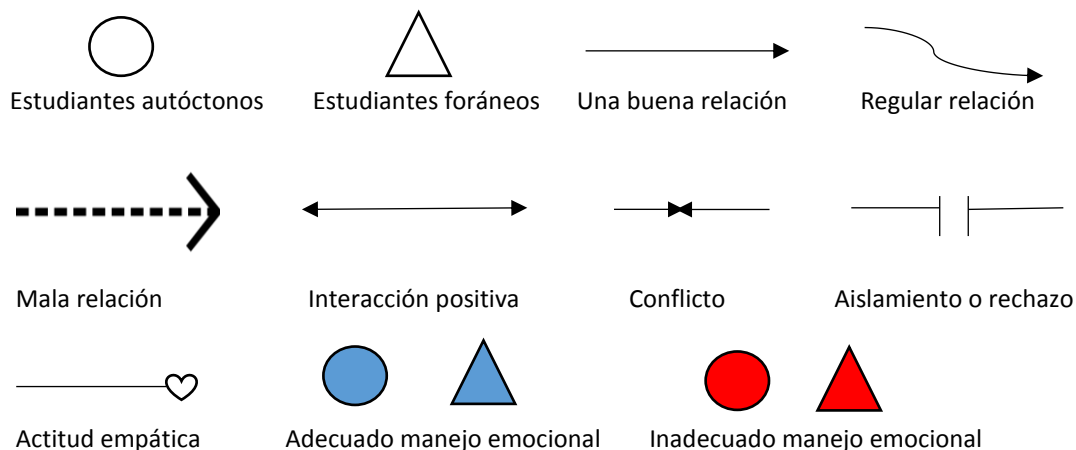 Estudiantes autóctonos Estudiantes foráneos Una buena relación Regular relación
Mala relación Interacción positiva Conflicto Aislamiento o rechazo
Actitud empática Adecuado manejo emocional Inadecuado manejo emocional